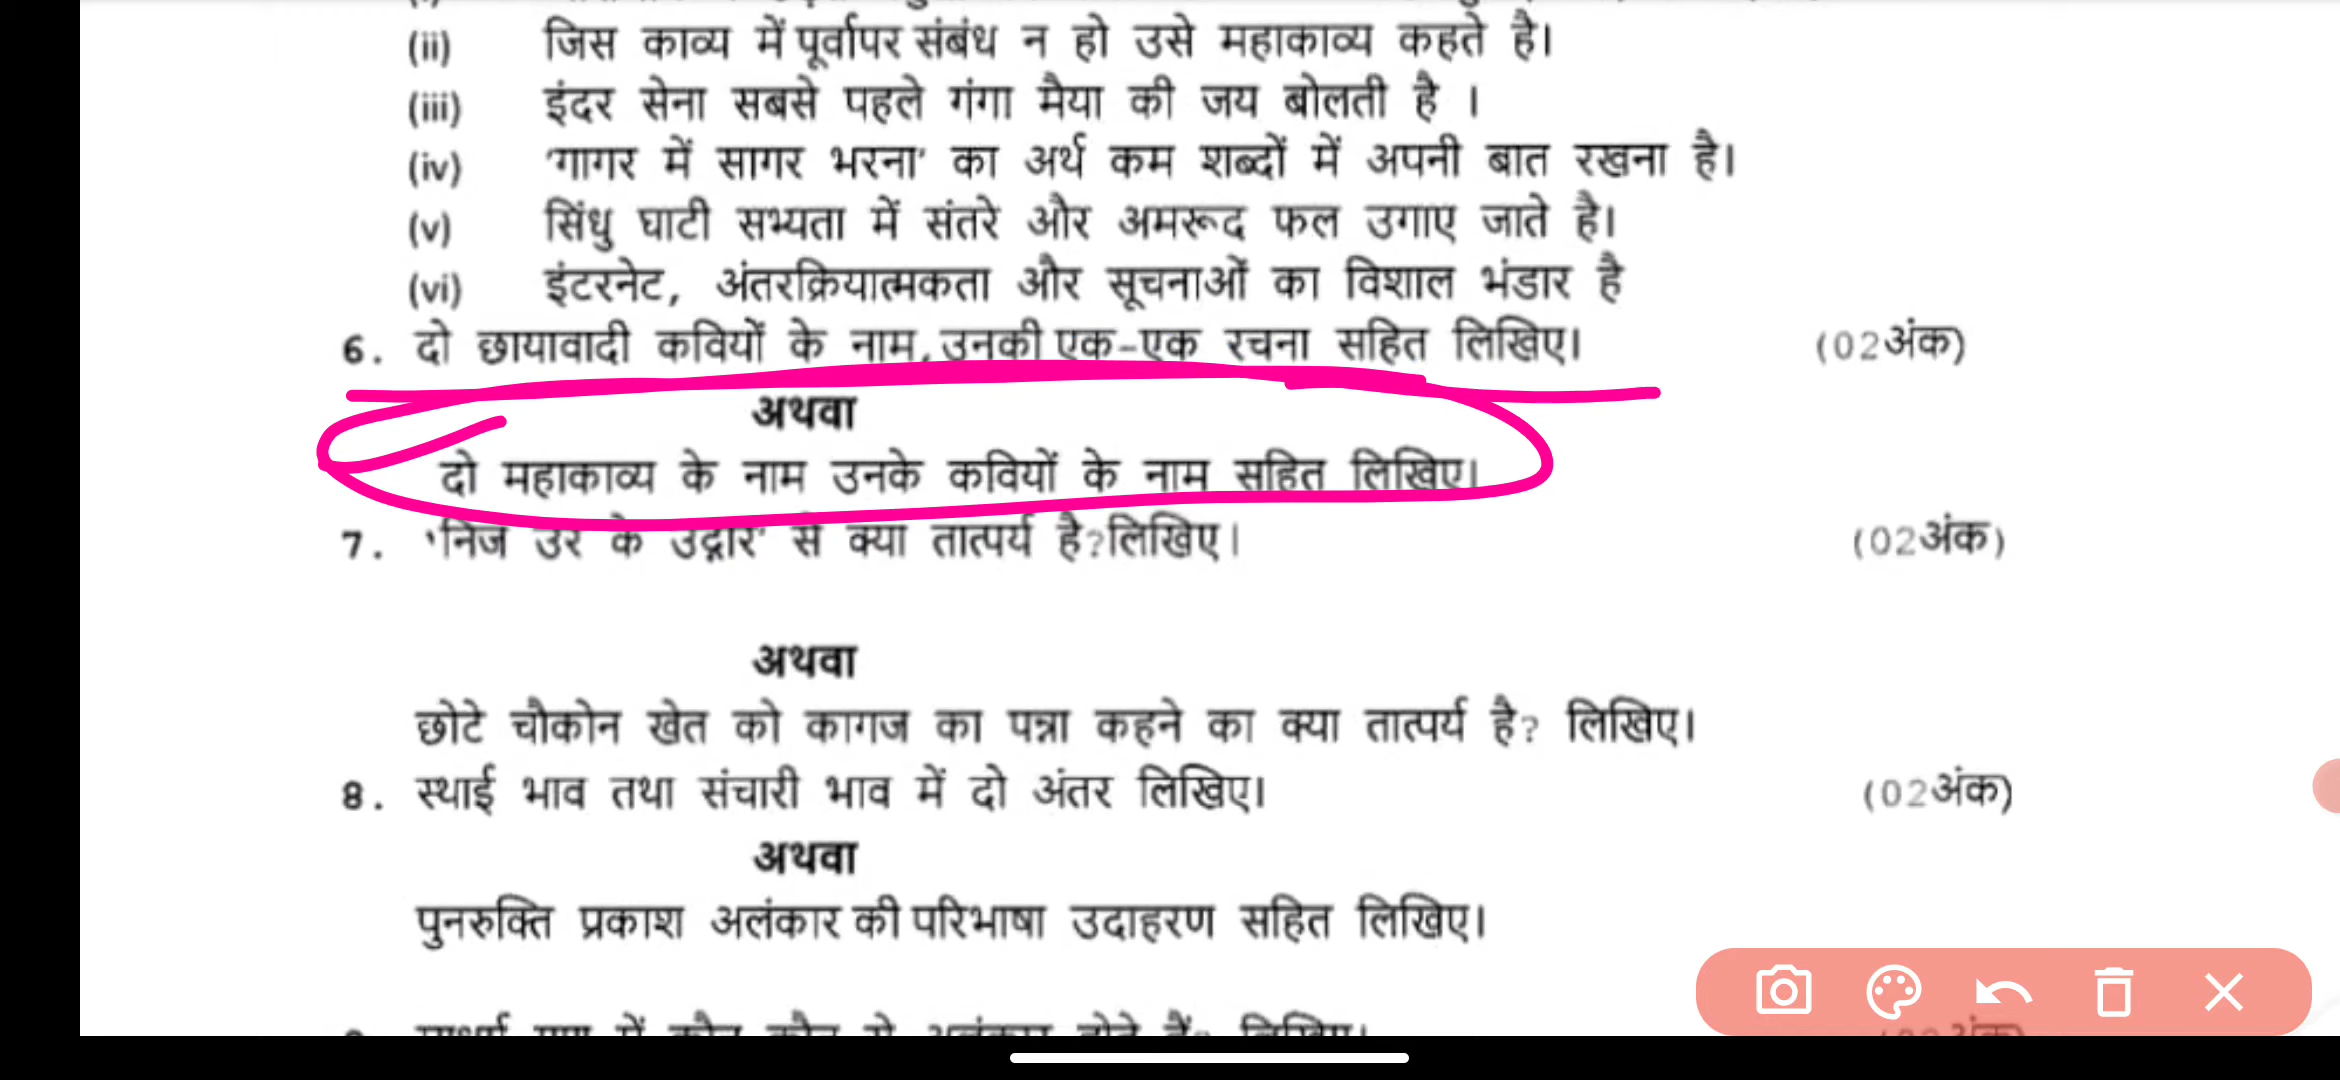 (ii) जिस काव्य में पूर्वापर संबंध न हो उसे महाकाव्य कहते है।
(iii) इंदर सेना सबसे पहले गंगा मैया की जय बोलती है ।
(iv) 'गागर में सागर भरना' का अर्थ कम शब्दों में अपनी बात रखना है।
(v) सिंधु घाटी सभ्यता में संतरे और अमरूद फल उगाए जाते है।
(vi) इंटरनेट, अंतरक्रियात्मकता और सूचनाओं का विशाल भंडार है
6. दो छायावादी कवियों के नाम, उनकी एक-एक रचना सहित लिखिए। (02अंक)
अथवा
दो महाकाव्य के नाम उनके कवियों के नाम सहित लिखिए।
7. 'निज उर के उद्गार' से क्या तात्पर्य है?लिखिए। (02अंक)
अथवा
छोटे चौकोन खेत को कागज का पन्ना कहने का क्या तात्पर्य है? लिखिए।
8. स्थाई भाव तथा संचारी भाव में दो अंतर लिखिए। (02अंक)
अथवा
पुनरुक्ति प्रकाश अलंकार की परिभाषा उदाहरण सहित लिखिए।